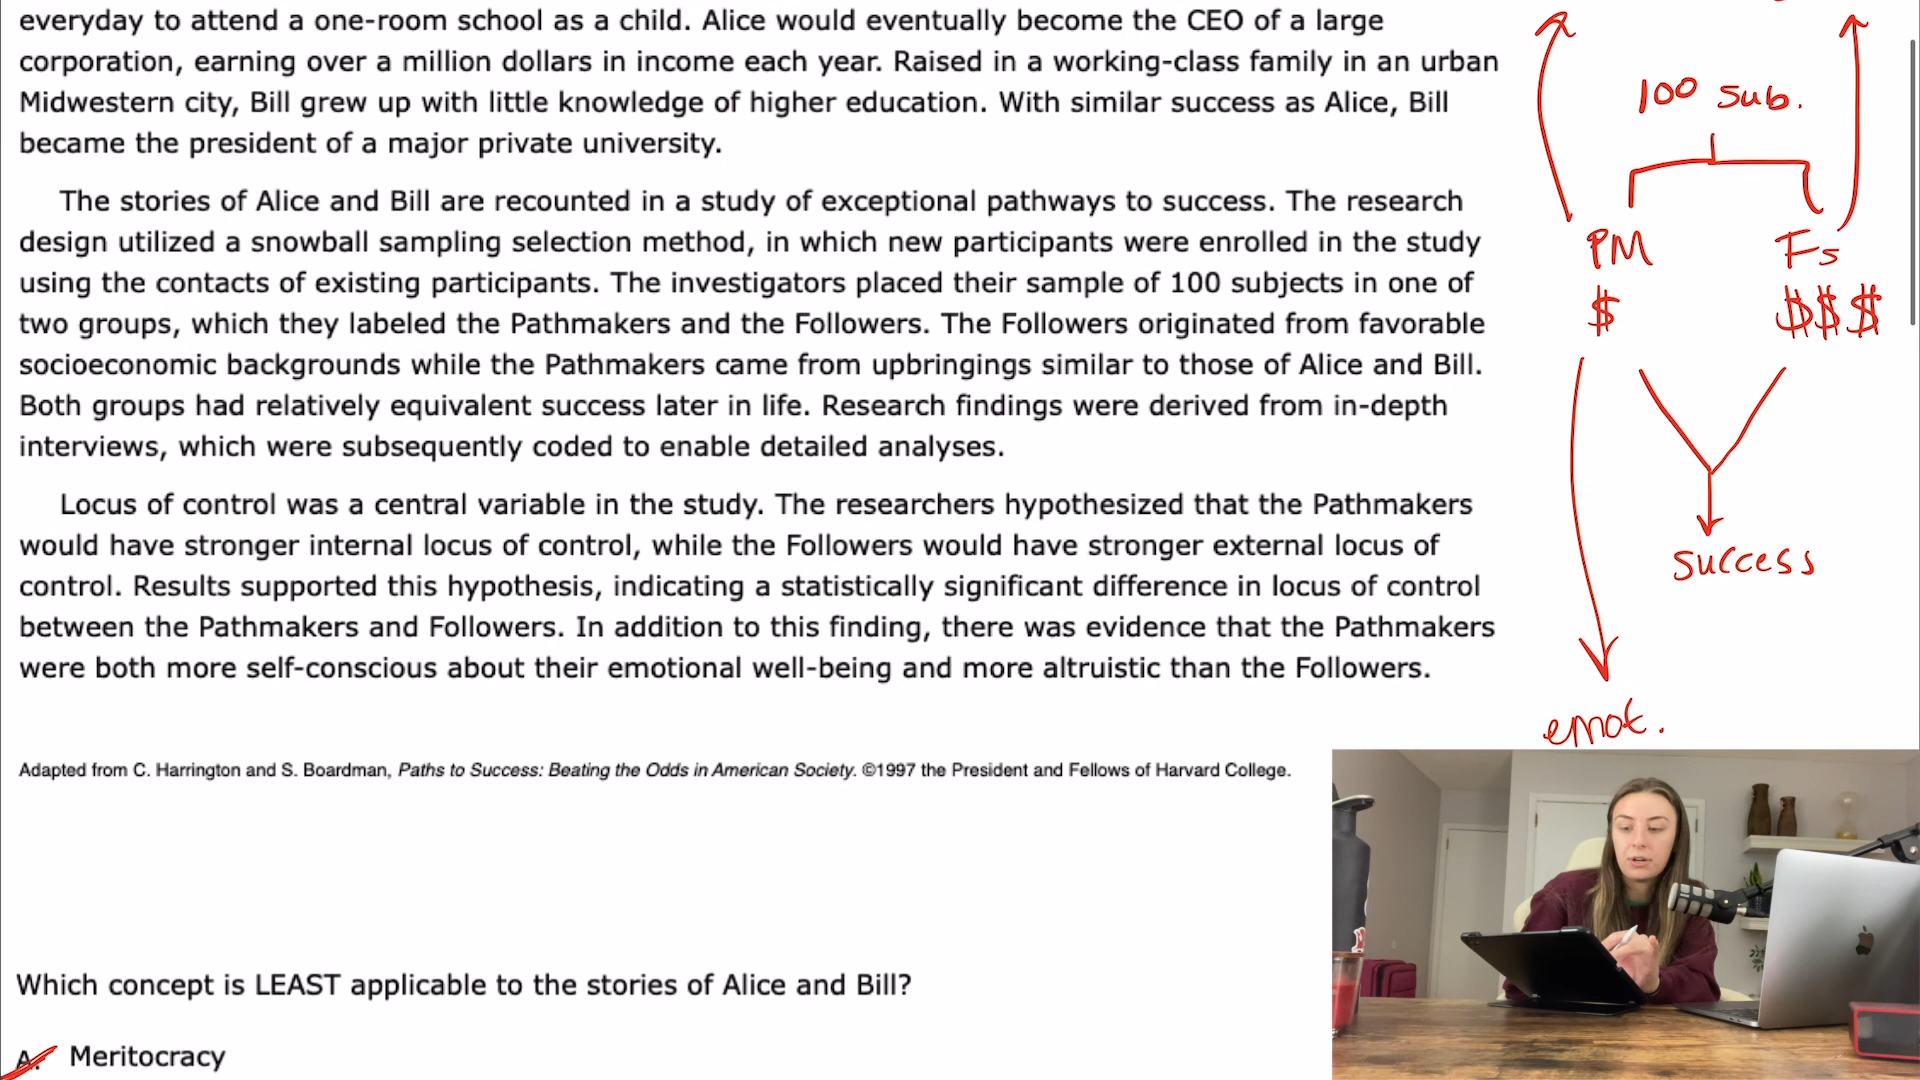 everyday to attend a one-room school as a child. Alice would eventually become the CEO of a large
corporation, earning over a million dollars in income each year. Raised in a working-class family in an urban
Midwestern city, Bill grew up with little knowledge of higher education. With similar success as Alice, Bill
became the president of a major private university.
The stories of Alice and Bill are recounted in a study of exceptional pathways to success. The research
design utilized a snowball sampling selection method, in which new participants were enrolled in the study
using the contacts of existing participants. The investigators placed their sample of 100 subjects in one of
two groups, which they labeled the Pathmakers and the Followers. The Followers originated from favorable
socioeconomic backgrounds while the Pathmakers came from upbringings similar to those of Alice and Bill.
Both groups had relatively equivalent success later in life. Research findings were derived from in-depth
interviews, which were subsequently coded to enable detailed analyses.
Locus of control was a central variable in the study. The researchers hypothesized that the Pathmakers
would have stronger internal locus of control, while the Followers would have stronger external locus of
control. Results supported this hypothesis, indicating a statistically significant difference in locus of control
between the Pathmakers and Followers. In addition to this finding, there was evidence that the Pathmakers
were both more self-conscious about their emotional well-being and more altruistic than the Followers.
Adapted from C. Harrington and S. Boardman, Paths to Success: Beating the Odds in American Society. ©1997 the President and Fellows of Harvard College.
Which concept is LEAST applicable to the stories of Alice and Bill?
A. Meritocracy
100 sub.
PM Fs
$ $$$
success
emot.